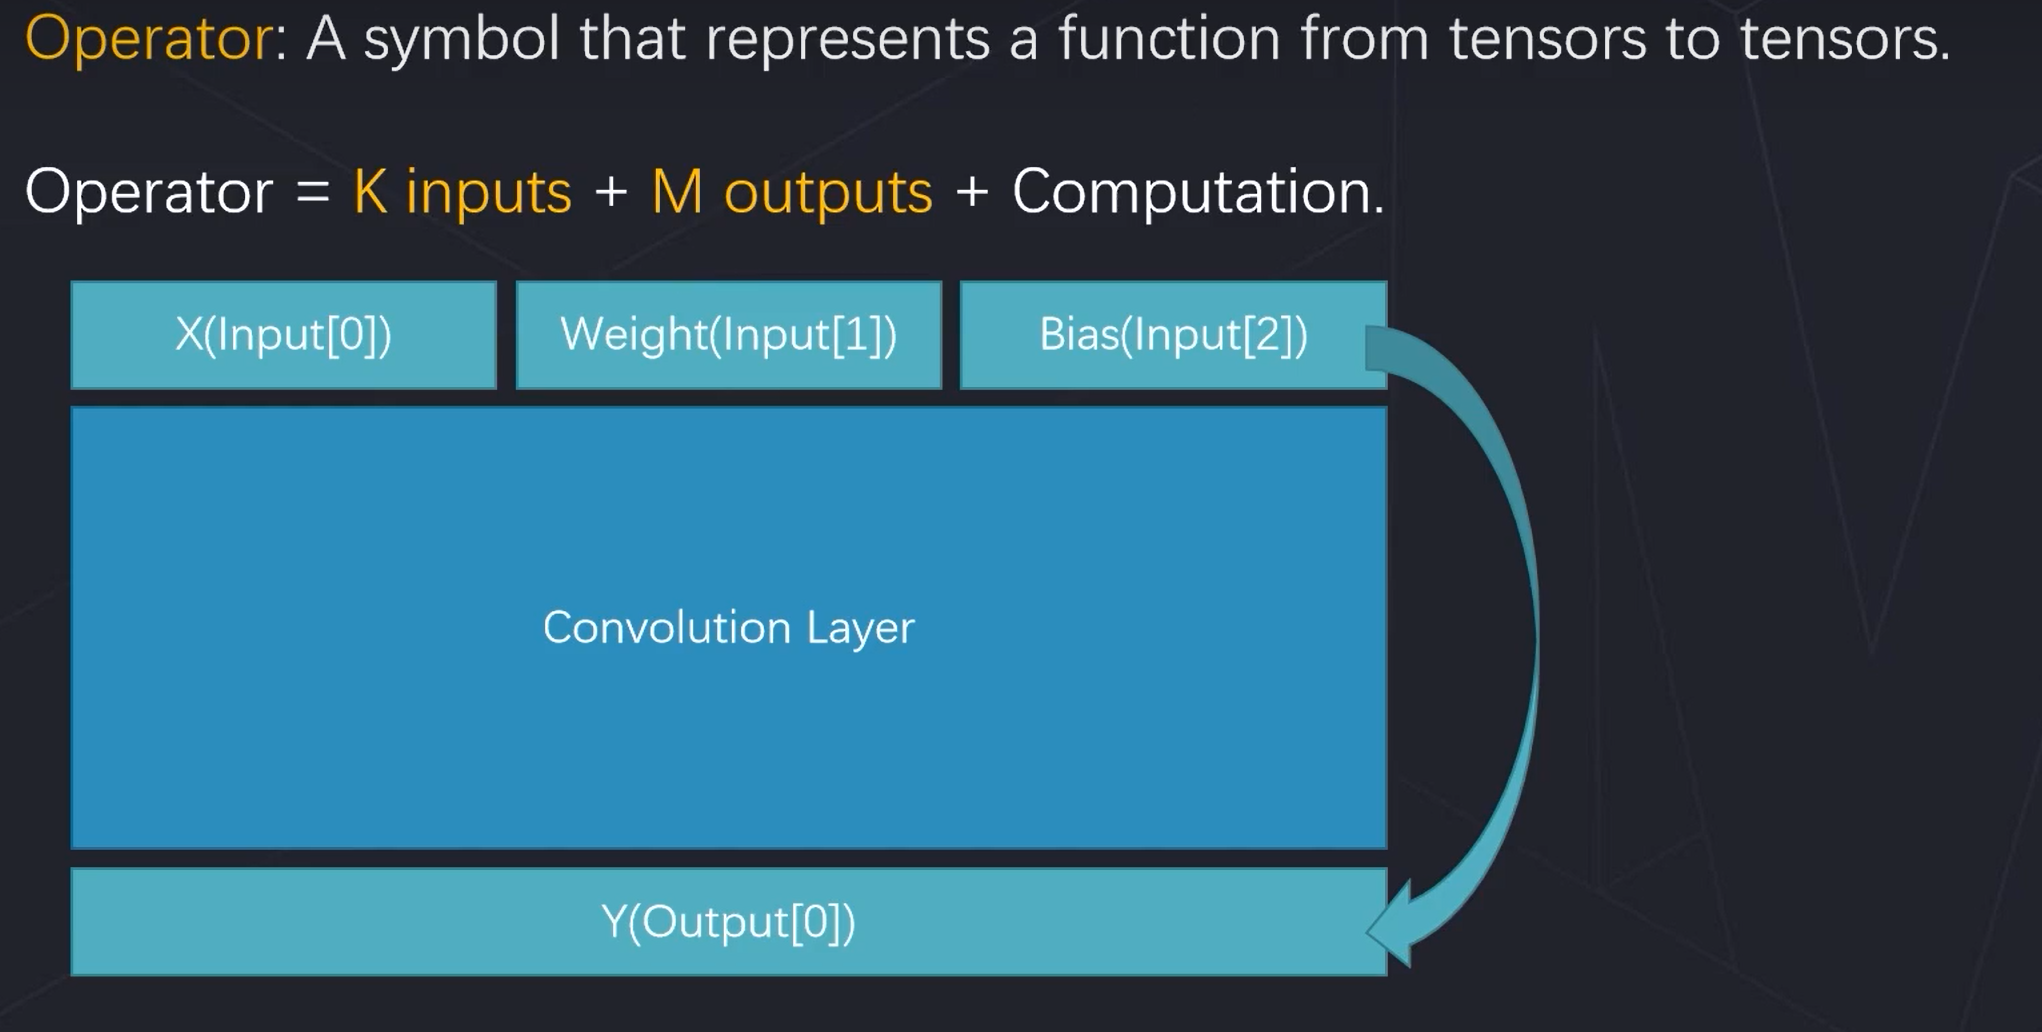 Operator: A symbol that represents a function from tensors to tensors.
Operator = K inputs + M outputs + Computation.
X(Input[0])
Weight(Input[1])
Bias(Input[2])
Convolution Layer
Y(Output[0])